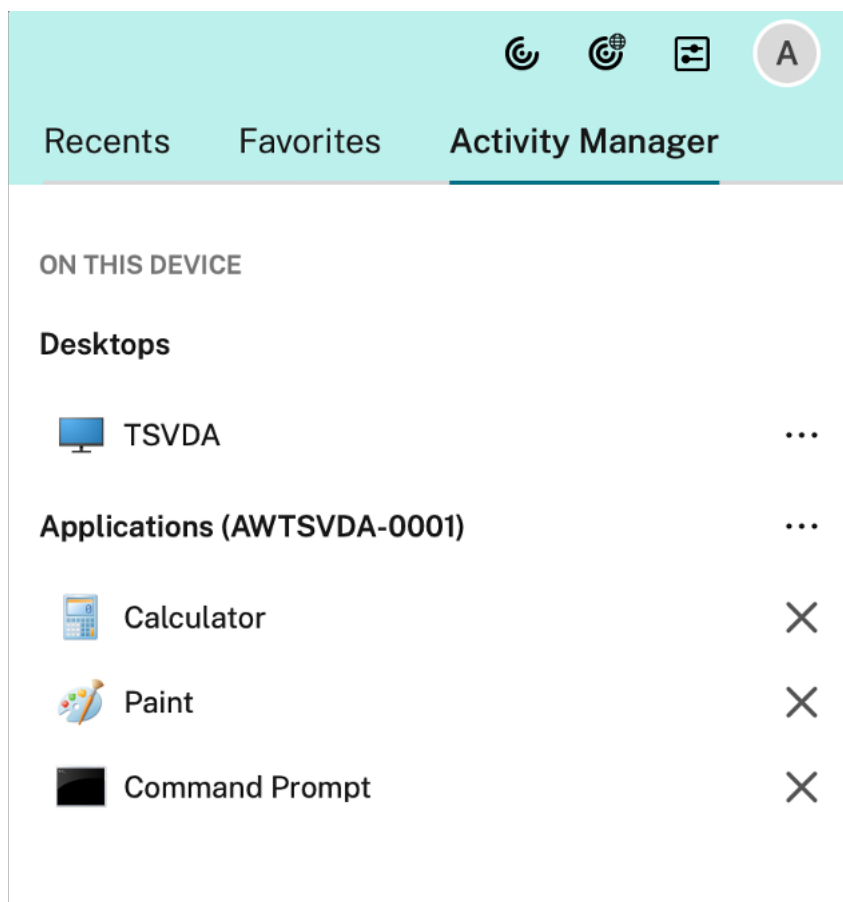 A
Recents Favorites Activity Manager
ON THIS DEVICE
Desktops
TSVDA ...
Applications (AWTSVDA-0001) ...
Calculator
Paint
Command Prompt